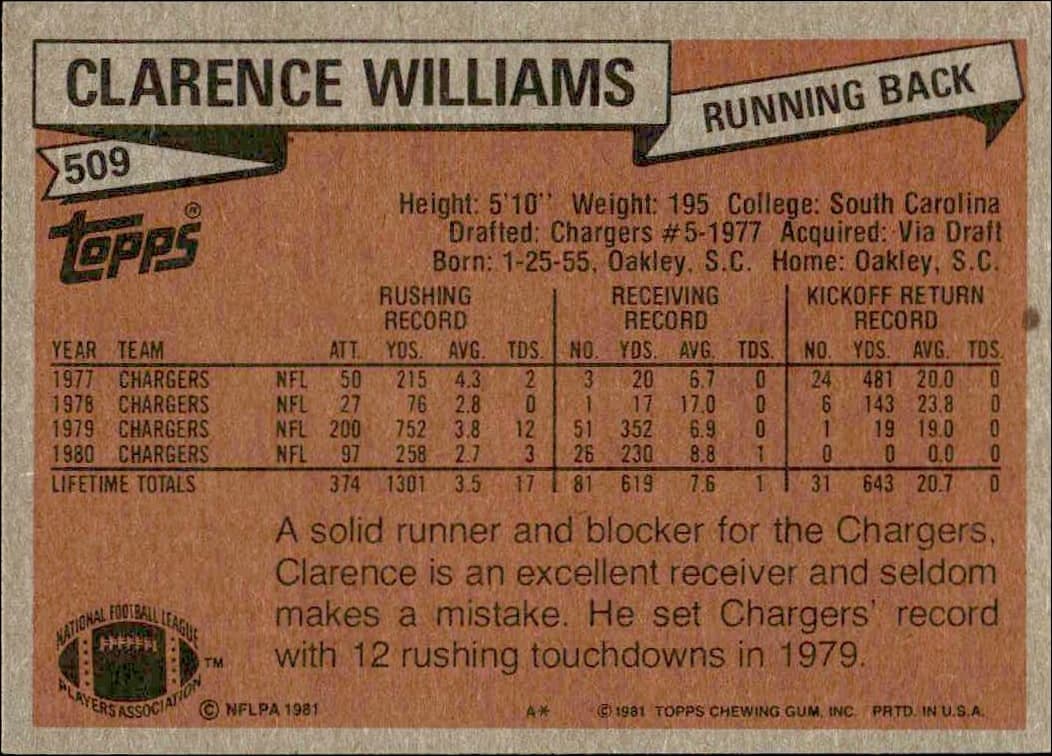 CLARENCE WILLIAMS
RUNNING BACK
509
Topps®
Height: 5'10" Weight: 195 College: South Carolina
Drafted: Chargers #5-1977 Acquired: Via Draft
Born: 1-25-55, Oakley, S.C. Home: Oakley, S.C.
RUSHING RECORD RECEIVING RECORD KICKOFF RETURN RECORD
YEAR TEAM ATT. YDS. AVG. TDS. NO. YDS. AVG. TDS. NO. YDS. AVG. TDS.
1977 CHARGERS NFL 50 215 4.3 2 3 20 6.7 0 24 481 20.0 0
1978 CHARGERS NFL 27 76 2.8 0 1 17 17.0 0 6 143 23.8 0
1979 CHARGERS NFL 200 752 3.8 12 51 352 6.9 0 1 19 19.0 0
1980 CHARGERS NFL 97 258 2.7 3 26 230 8.8 1 0 0 0.0 0
LIFETIME TOTALS 374 1301 3.5 17 81 619 7.6 1 31 643 20.7 0
A solid runner and blocker for the Chargers,
Clarence is an excellent receiver and seldom
makes a mistake. He set Chargers' record
with 12 rushing touchdowns in 1979.
NATIONAL FOOTBALL LEAGUE
PLAYERS ASSOCIATION
TM
© NFLPA 1981 A* © 1981 TOPPS CHEWING GUM, INC. PRTD. IN U.S.A.